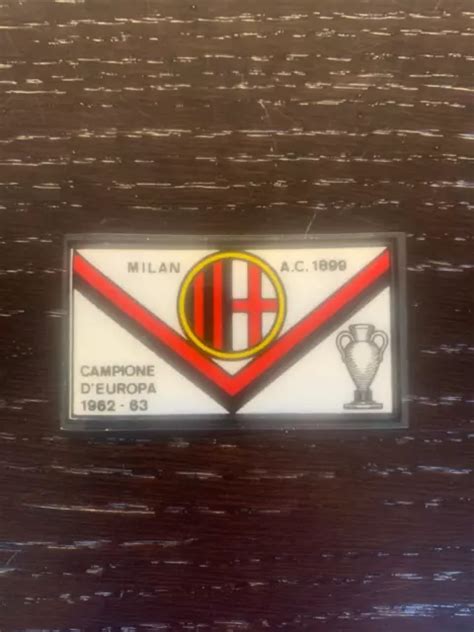 MILAN A.C. 1899
CAMPIONE
D'EUROPA
1962 - 63